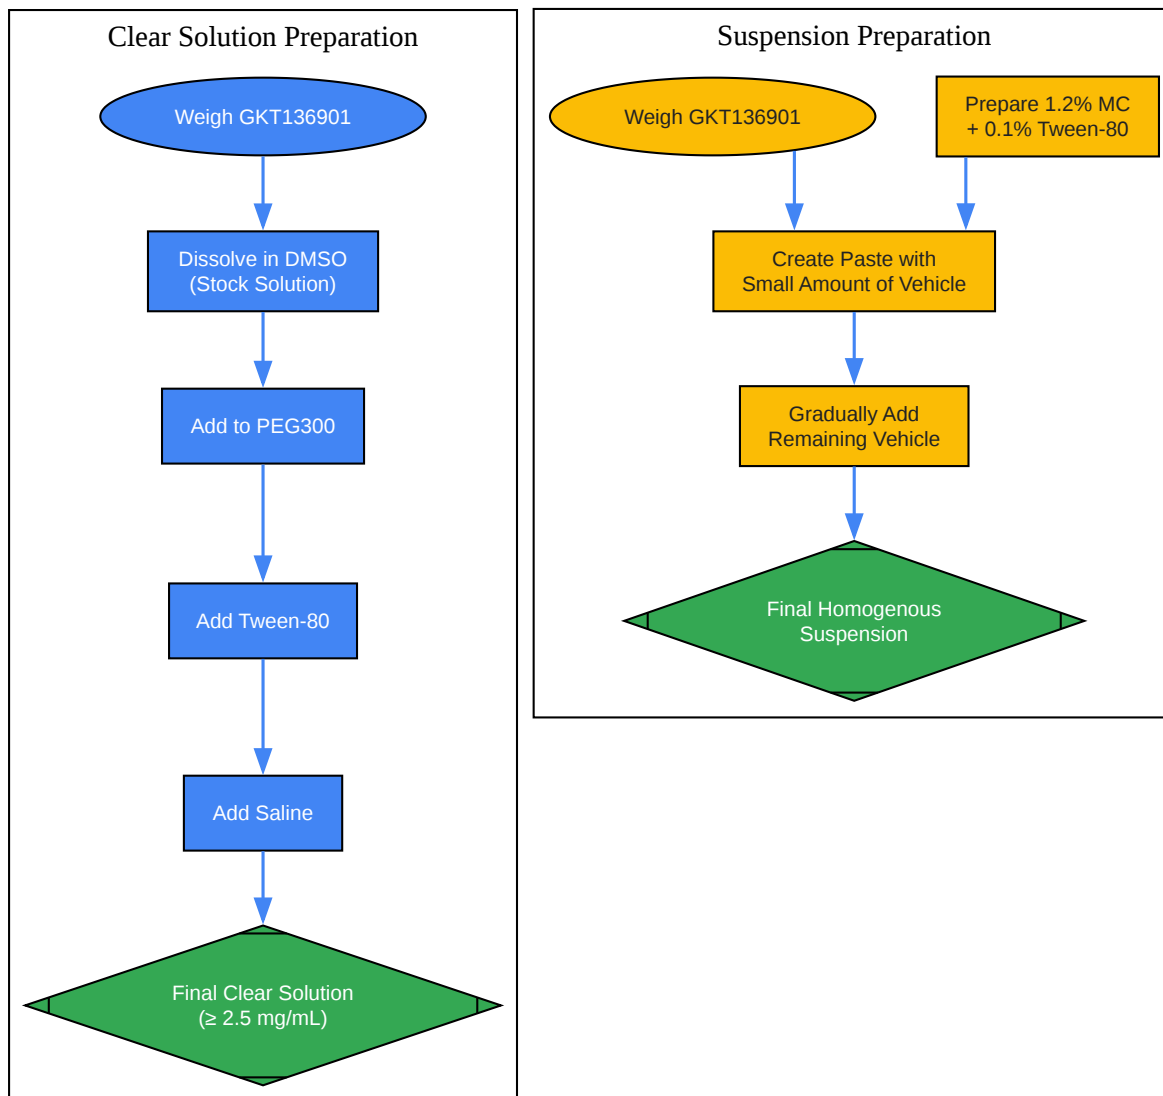 Clear Solution Preparation
Weigh GKT136901
Dissolve in DMSO
(Stock Solution)
Add to PEG300
Add Tween-80
Add Saline
Final Clear Solution
(≥ 2.5 mg/mL)
Suspension Preparation
Weigh GKT136901
Prepare 1.2% MC
+ 0.1% Tween-80
Create Paste with
Small Amount of Vehicle
Gradually Add
Remaining Vehicle
Final Homogenous
Suspension